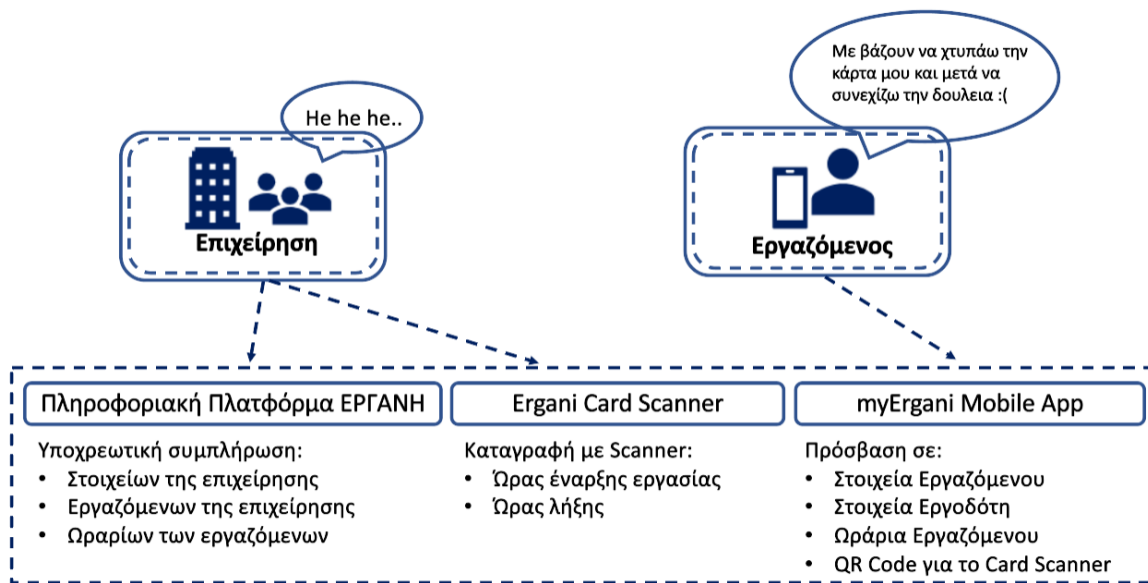 He he he..
Με βάζουν να χτυπάω την
κάρτα μου και μετά να
συνεχίζω την δουλεια :(
Επιχείρηση
Εργαζόμενος
Πληροφοριακή Πλατφόρμα ΕΡΓΑΝΗ
Υποχρεωτική συμπλήρωση:
• Στοιχείων της επιχείρησης
• Εργαζόμενων της επιχείρησης
• Ωραρίων των εργαζόμενων
Ergani Card Scanner
Καταγραφή με Scanner:
• Ώρας έναρξης εργασίας
• Ώρας λήξης
myErgani Mobile App
Πρόσβαση σε:
• Στοιχεία Εργαζόμενου
• Στοιχεία Εργοδότη
• Ωράρια Εργαζόμενου
• QR Code για το Card Scanner